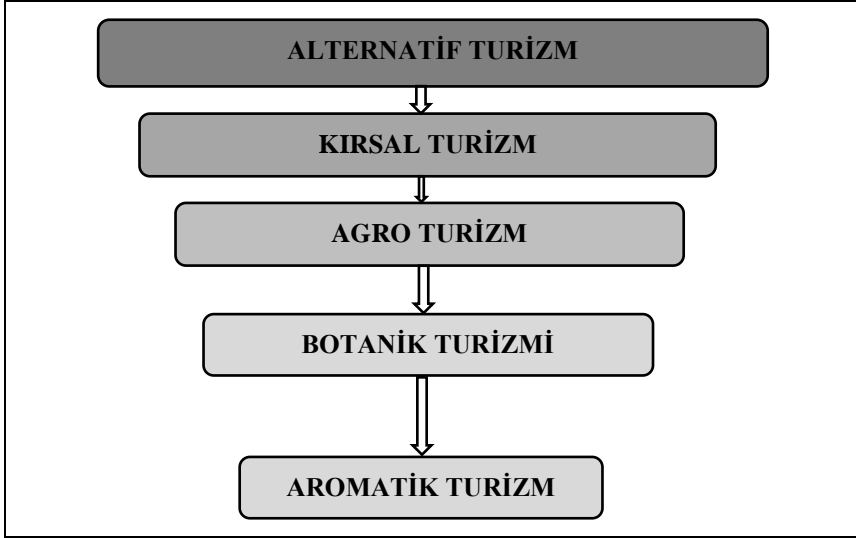 ALTERNATİF TURİZM
KIRSAL TURİZM
AGRO TURİZM
BOTANİK TURİZMİ
AROMATİK TURİZM